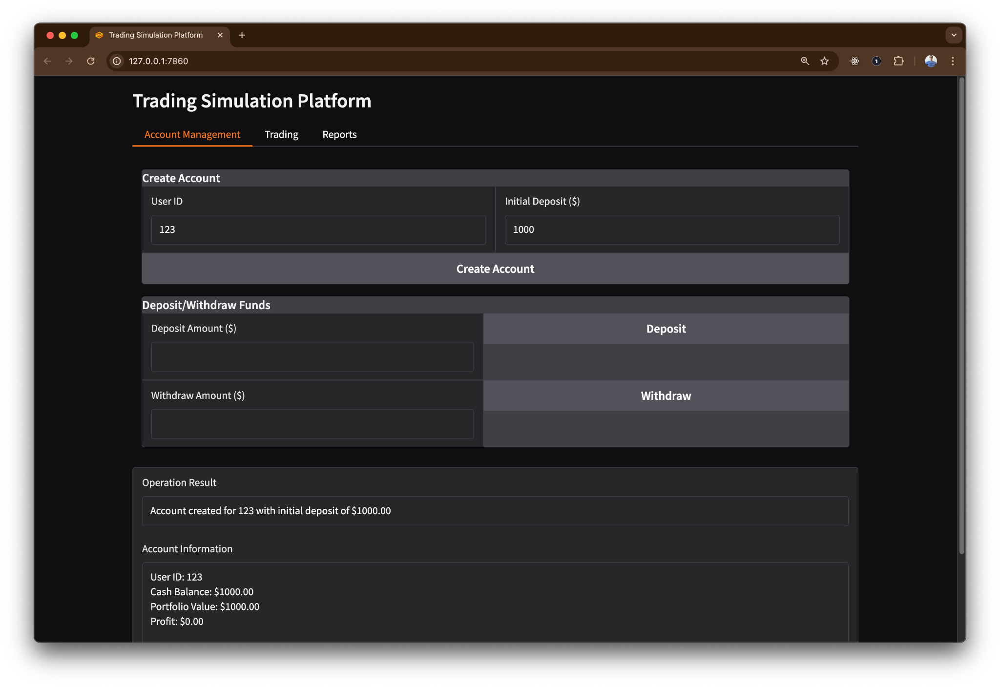 Trading Simulation Platform
127.0.0.1:7860
Trading Simulation Platform
Account Management Trading Reports
Create Account
User ID Initial Deposit ($)
123 1000
Create Account
Deposit/Withdraw Funds
Deposit Amount ($) Deposit
Withdraw Amount ($) Withdraw
Operation Result
Account created for 123 with initial deposit of $1000.00
Account Information
User ID: 123
Cash Balance: $1000.00
Portfolio Value: $1000.00
Profit: $0.00